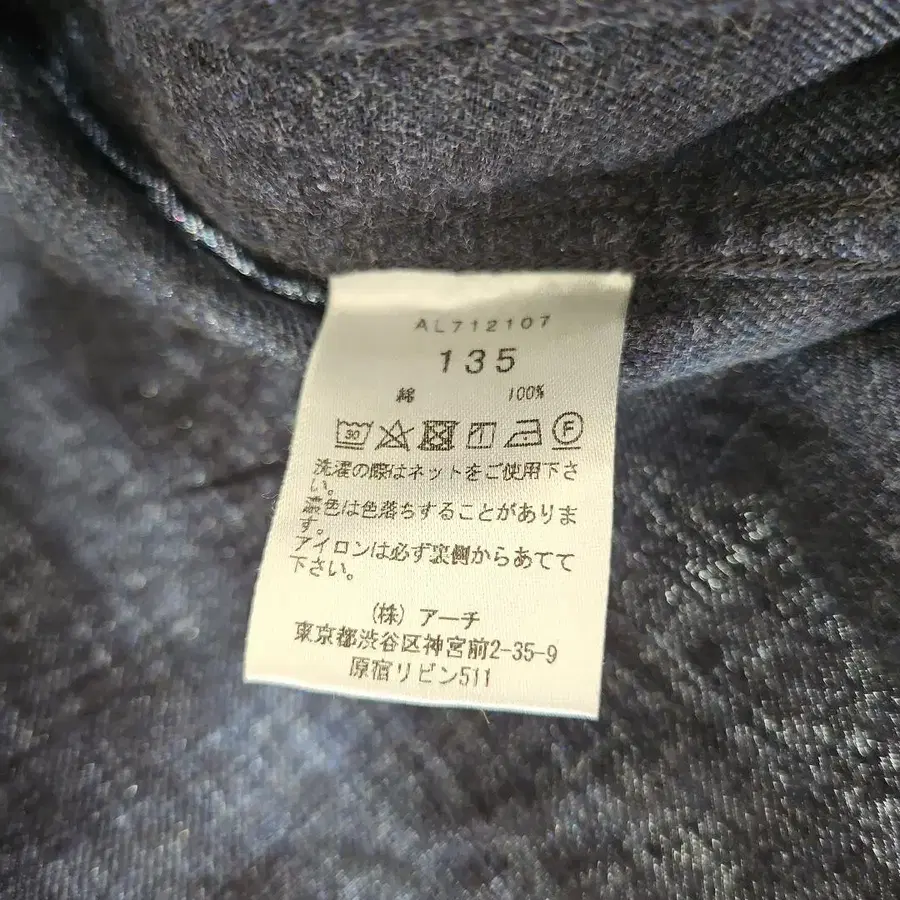 AL712107
135
綿 100%
30 F
洗濯の際はネットをご使用下さ
い。
濃色は色落ちすることがありま
す。
アイロンは必ず裏側からあてて
下さい。
(株) アーチ
東京都渋谷区神宮前2-35-9
原宿リビン511